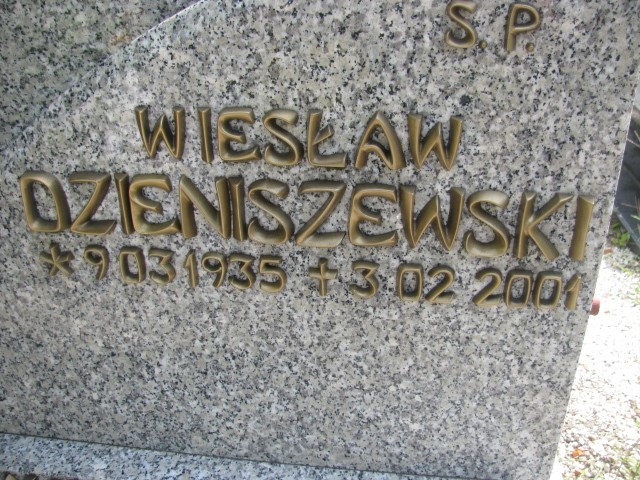 Ś.P.
WIESŁAW
DZIENISZEWSKI
* 9 03 1935 + 3 02 2001